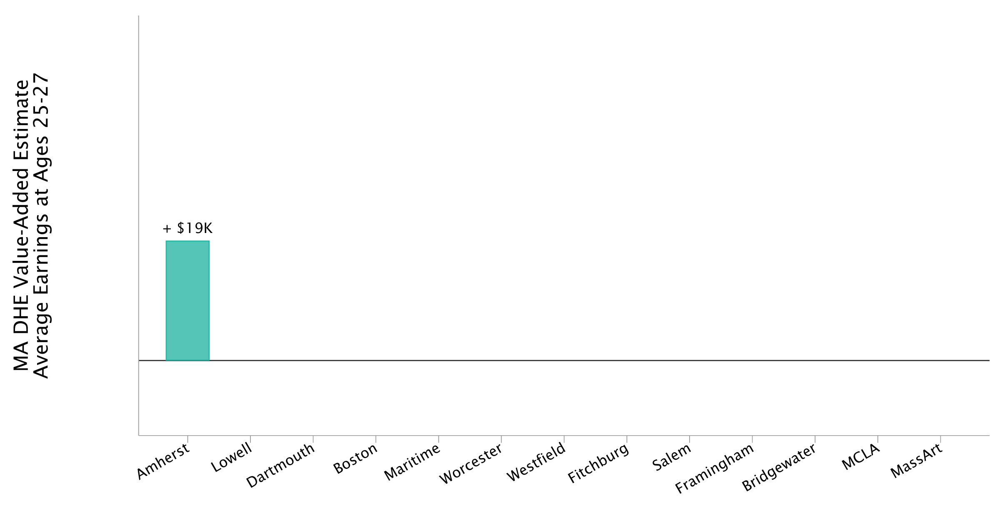 MA DHE Value-Added Estimate
Average Earnings at Ages 25-27
+ $19K
Amherst
Lowell
Dartmouth
Boston
Maritime
Worcester
Westfield
Fitchburg
Salem
Framingham
Bridgewater
MCLA
MassArt